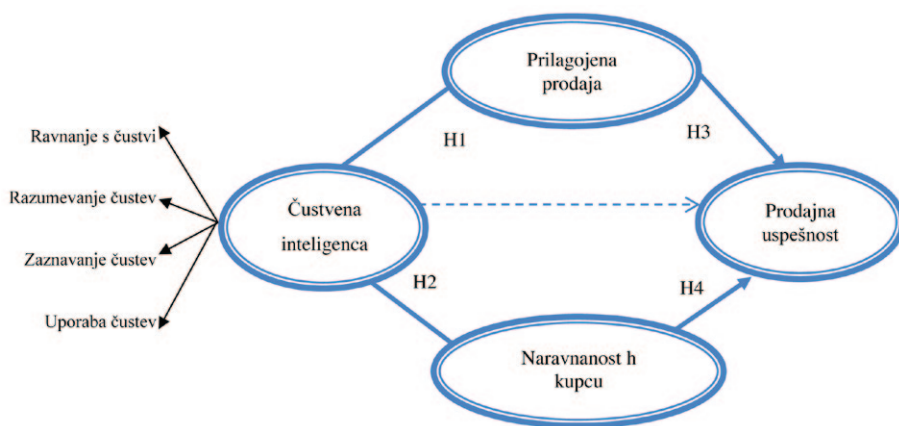 Prilagojena
prodaja
H1
H3
Ravnanje s čustvi
Razumevanje čustev
Zaznavanje čustev
Uporaba čustev
Čustvena
inteligenca
Prodajna
uspešnost
H2
H4
Naravnanost h
kupcu